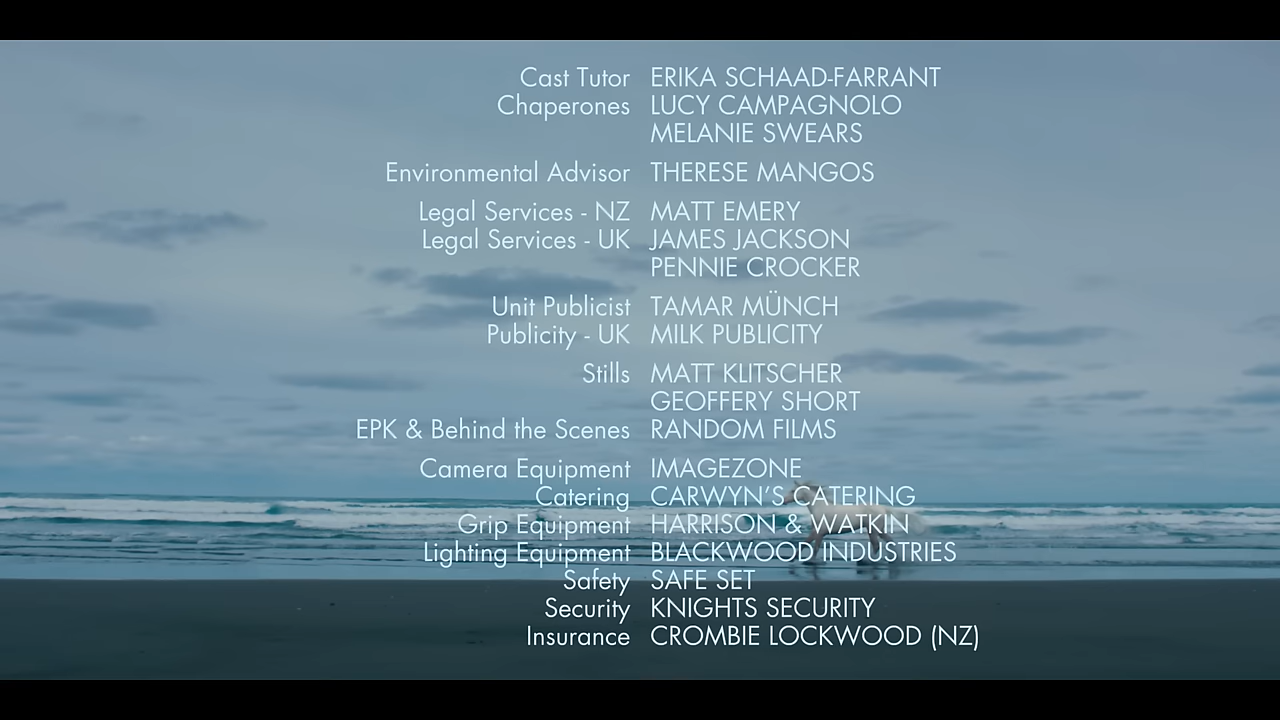 Cast Tutor ERIKA SCHAAD-FARRANT
Chaperones LUCY CAMPAGNOLO
MELANIE SWEARS
Environmental Advisor THERESE MANGOS
Legal Services - NZ MATT EMERY
Legal Services - UK JAMES JACKSON
PENNIE CROCKER
Unit Publicist TAMAR MÜNCH
Publicity - UK MILK PUBLICITY
Stills MATT KLITSCHER
GEOFFERY SHORT
EPK & Behind the Scenes RANDOM FILMS
Camera Equipment IMAGEZONE
Catering CARWYN'S CATERING
Grip Equipment HARRISON & WATKIN
Lighting Equipment BLACKWOOD INDUSTRIES
Safety SAFE SET
Security KNIGHTS SECURITY
Insurance CROMBIE LOCKWOOD (NZ)